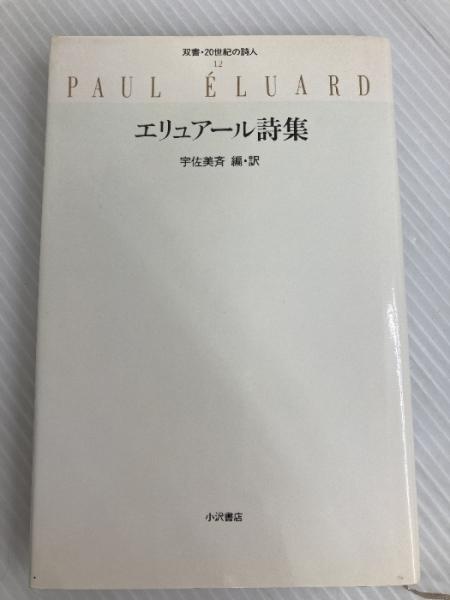 双書・20世紀の詩人
12
PAUL ÉLUARD
エリュアール詩集
宇佐美斉 編・訳
小沢書店